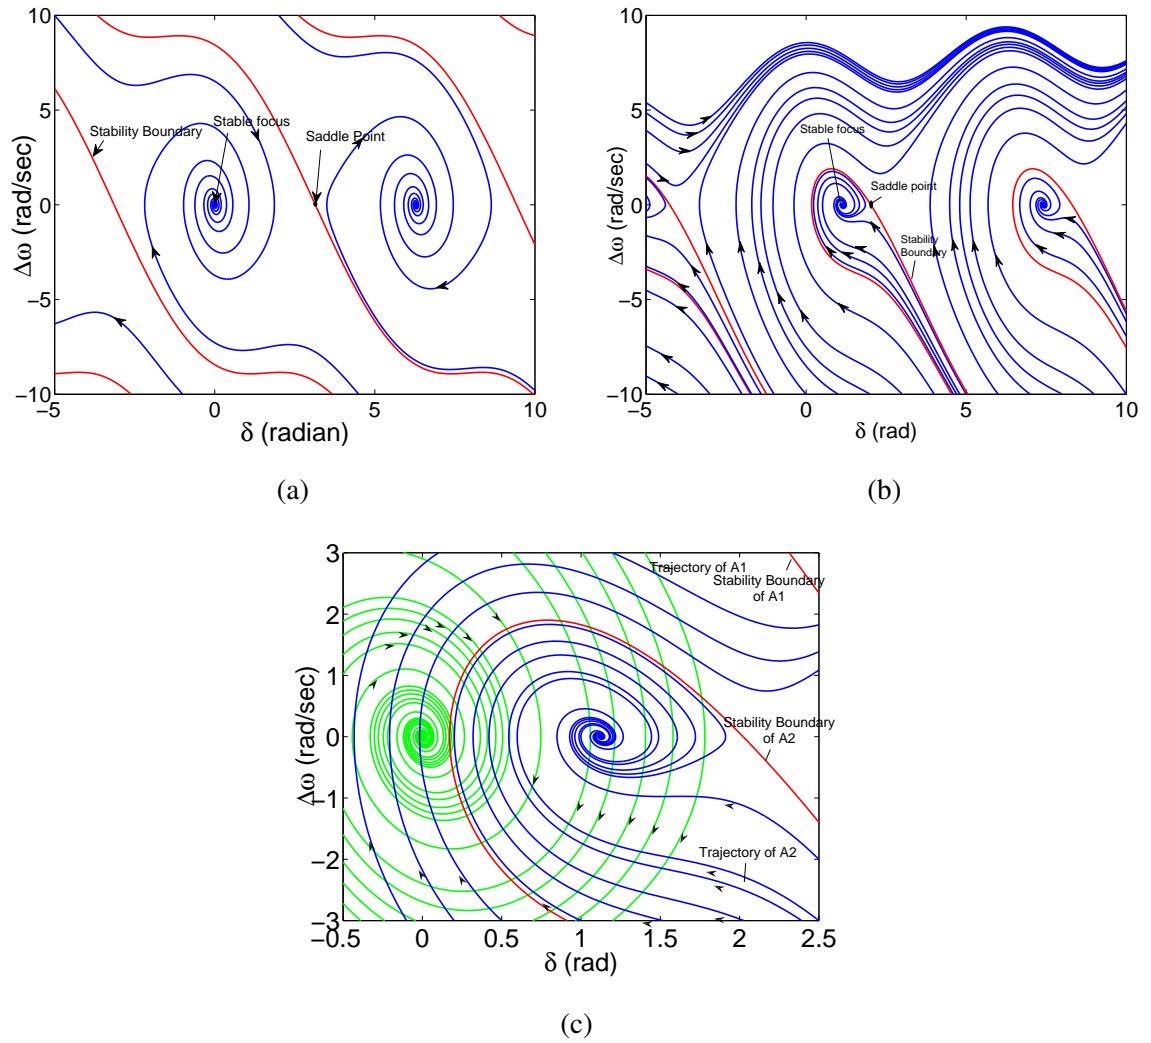 10
5
0
−5
−10
−5
0
5
10
Δω (rad/sec)
δ (radian)
Stability Boundary
Stable focus
Saddle Point
(a)
10
5
0
−5
−10
−5
0
5
10
Δω (rad/sec)
δ (rad)
Stable focus
Saddle point
Stability
Boundary
(b)
3
2
1
0
−1
−2
−3
−0.5
0
0.5
1
1.5
2
2.5
Δω (rad/sec)
δ (rad)
Trajectory of A1
Stability Boundary
of A1
Stability Boundary
of A2
Trajectory of A2
(c)